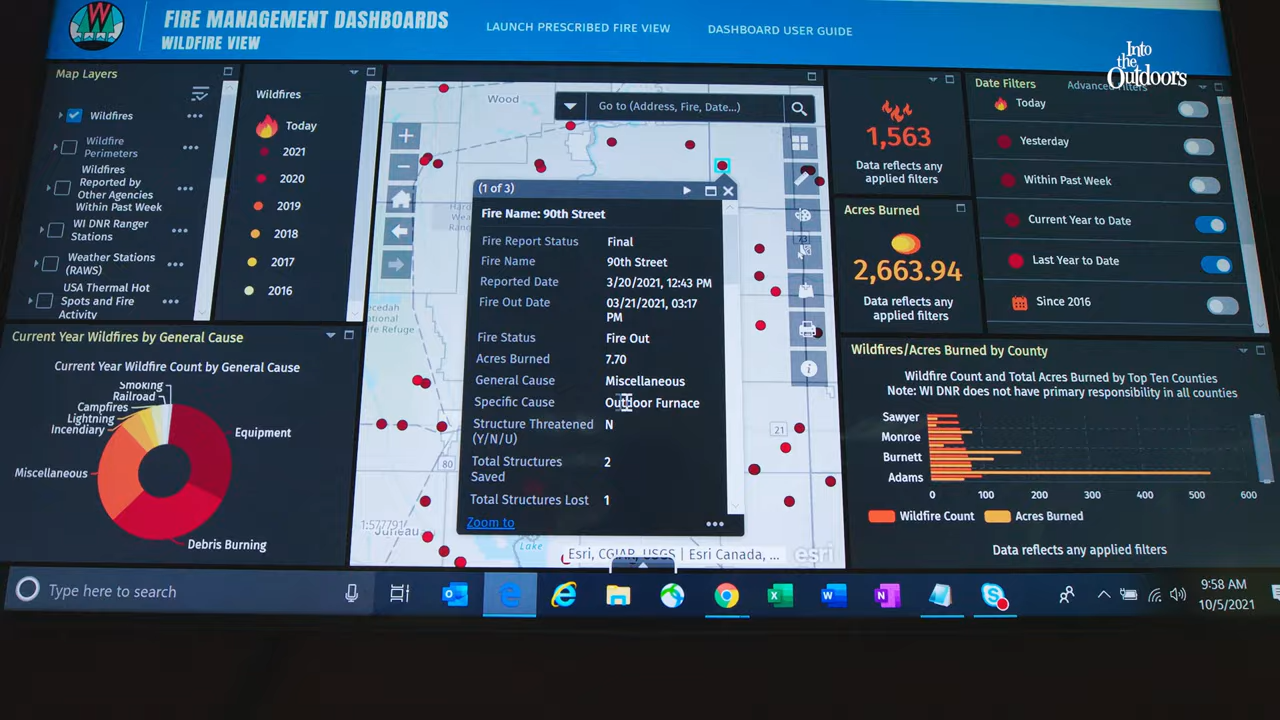 FIRE MANAGEMENT DASHBOARDS
WILDFIRE VIEW
LAUNCH PRESCRIBED FIRE VIEW
DASHBOARD USER GUIDE
Into
the
Outdoors
Map Layers
Wildfires
Wildfire
Perimeters
Wildfires
Reported by
Other Agencies
Within Past Week
WI DNR Ranger
Stations
Weather Stations
(RAWS)
USA Thermal Hot
Spots and Fire
Activity
Wildfires
Today
2021
2020
2019
2018
2017
2016
Wood
Go to (Address, Fire, Date...)
(1 of 3)
Fire Name: 90th Street
Fire Report Status Final
Fire Name 90th Street
Reported Date 3/20/2021, 12:43 PM
Fire Out Date 03/21/2021, 03:17
PM
Fire Status Fire Out
Acres Burned 7.70
General Cause Miscellaneous
Specific Cause Outdoor Furnace
Structure Threatened N
(Y/N/U)
Total Structures 2
Saved
Total Structures Lost 1
Zoom to
80
21
73
1:577791
Juneau
Lake
Esri, CGIAR, USGS | Esri Canada, ...
esri
1,563
Data reflects any
applied filters
Acres Burned
2,663.94
Data reflects any
applied filters
Date Filters
Advanced Filters
Today
Yesterday
Within Past Week
Current Year to Date
Last Year to Date
Since 2016
Current Year Wildfires by General Cause
Current Year Wildfire Count by General Cause
Smoking
Railroad
Campfires
Lightning
Incendiary
Equipment
Miscellaneous
Debris Burning
Wildfires/Acres Burned by County
Wildfire Count and Total Acres Burned by Top Ten Counties
Note: WI DNR does not have primary responsibility in all counties
Sawyer
Monroe
Burnett
Adams
0 100 200 300 400 500 600
Wildfire Count
Acres Burned
Data reflects any applied filters
Type here to search
9:58 AM
10/5/2021